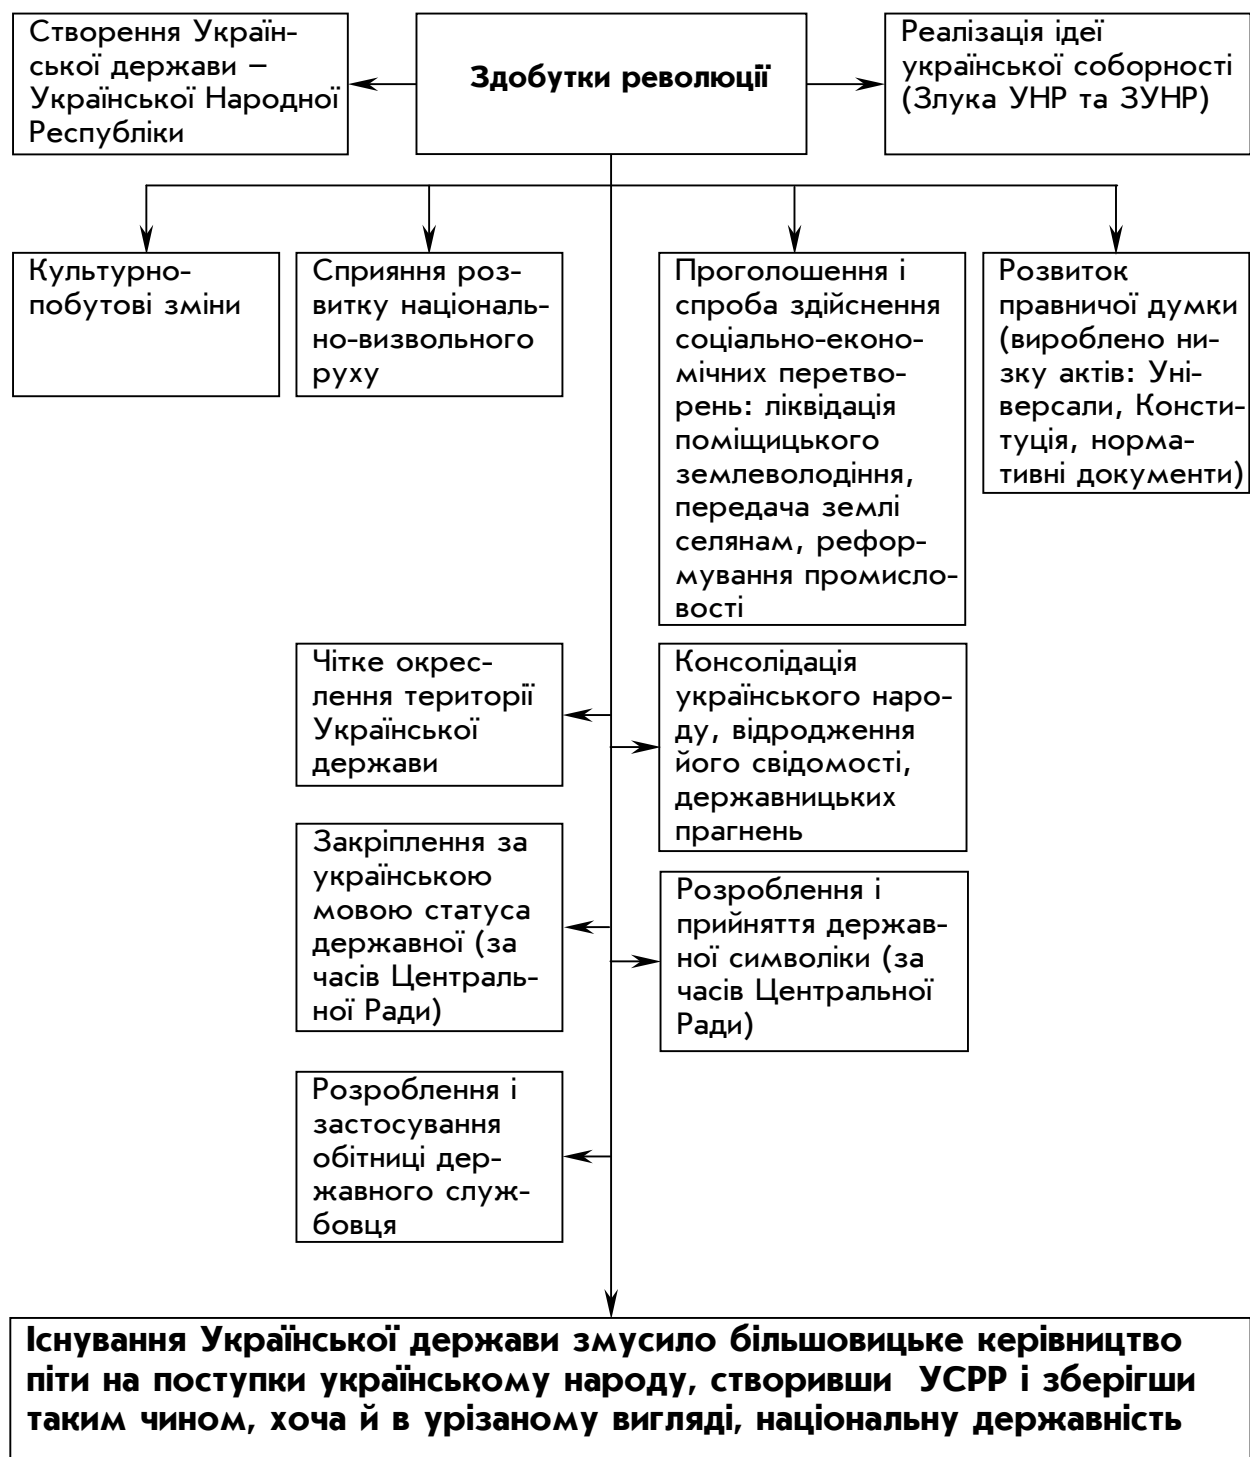 Створення Україн-
ської держави –
Української Народної
Республіки
Здобутки революції
Реалізація ідеї
української соборності
(Злука УНР та ЗУНР)
Культурно-
побутові зміни
Сприяння роз-
витку національ-
но-визвольного
руху
Проголошення і
спроба здійснення
соціально-еконо-
мічних перетво-
рень: ліквідація
поміщицького
землеволодіння,
передача землі
селянам, рефор-
мування промисло-
вості
Розвиток
правничої думки
(вироблено ни-
зку актів: Уні-
версали, Консти-
туція, норма-
тивні документи)
Чітке окрес-
лення території
Української
держави
Консолідація
українського наро-
ду, відродження
його свідомості,
державницьких
прагнень
Закріплення за
українською
мовою статуса
державної (за
часів Централь-
ної Ради)
Розроблення і
прийняття держав-
ної символіки (за
часів Центральної
Ради)
Розроблення і
застосування
обітниці дер-
жавного служ-
бовця
Існування Української держави змусило більшовицьке керівництво
піти на поступки українському народу, створивши УСРР і зберігши
таким чином, хоча й в урізаному вигляді, національну державність